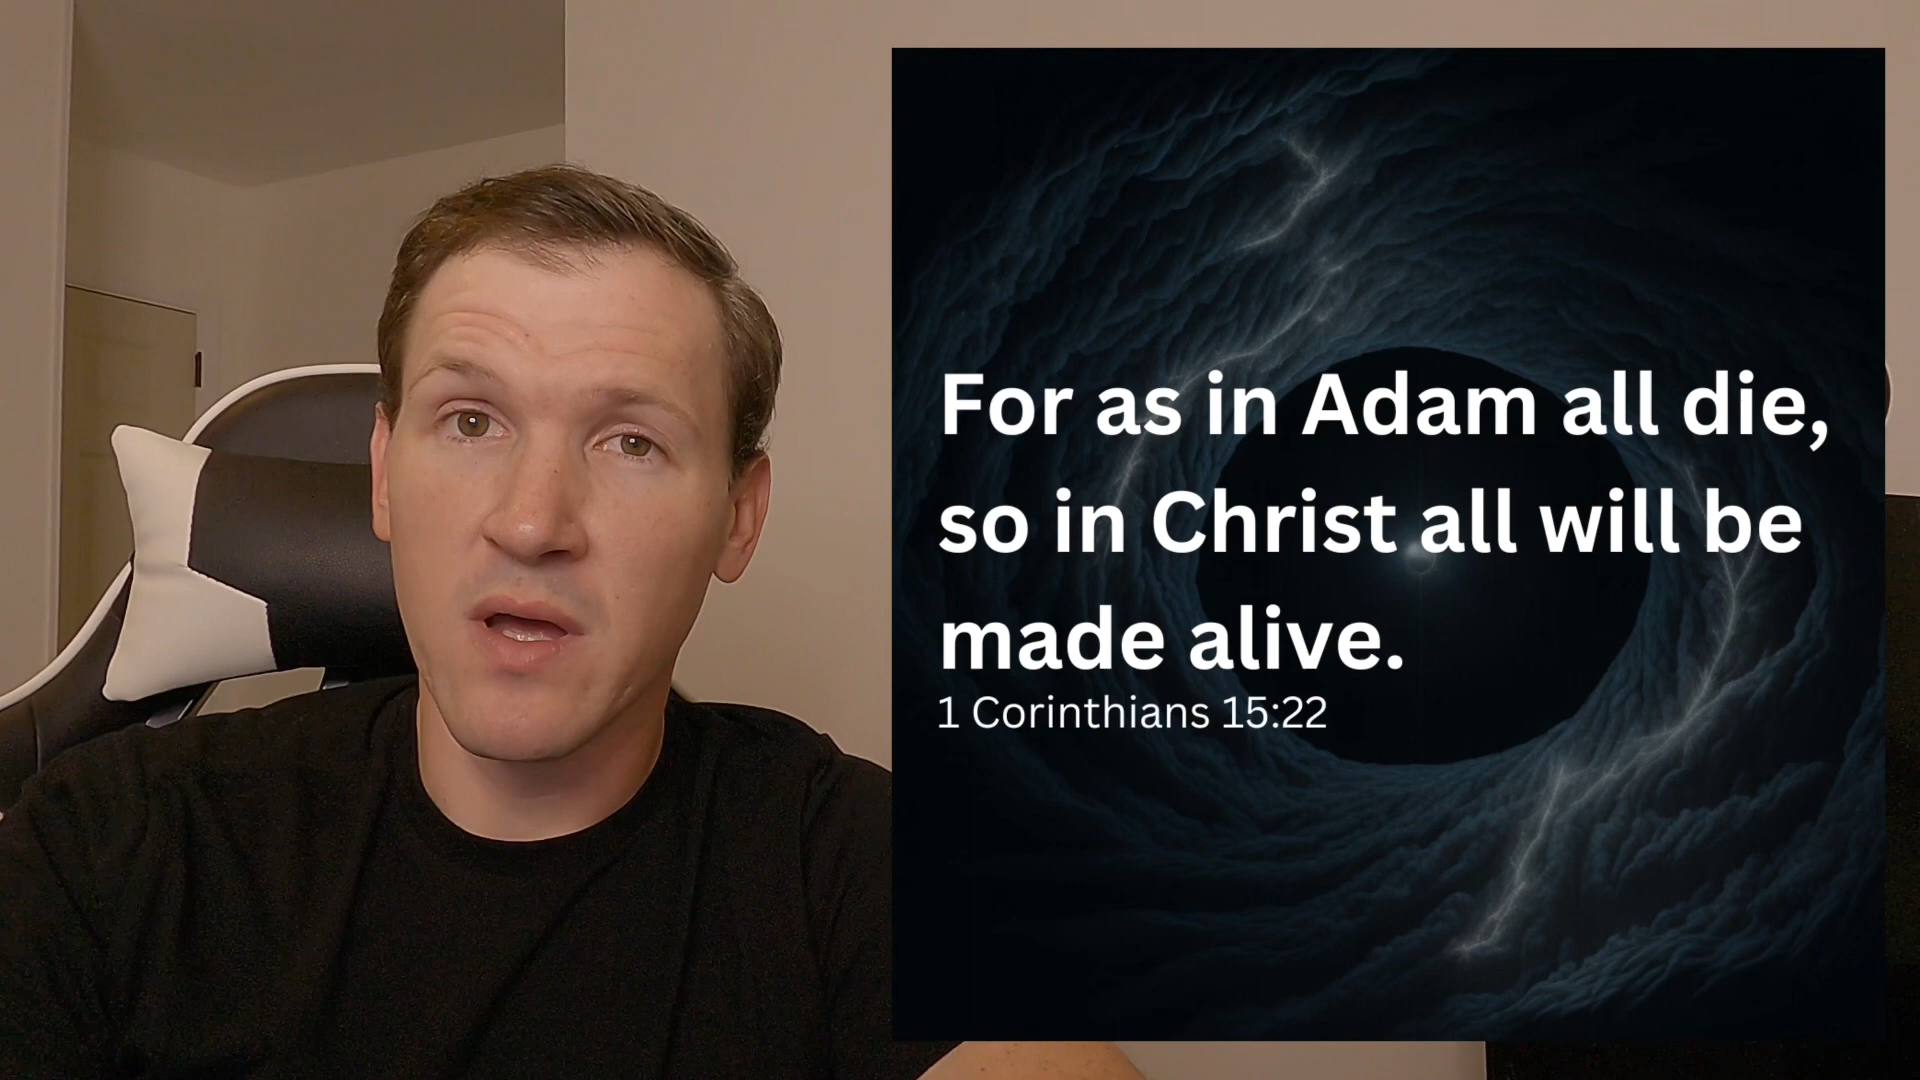 For as in Adam all die,
so in Christ all will be
made alive.
1 Corinthians 15:22